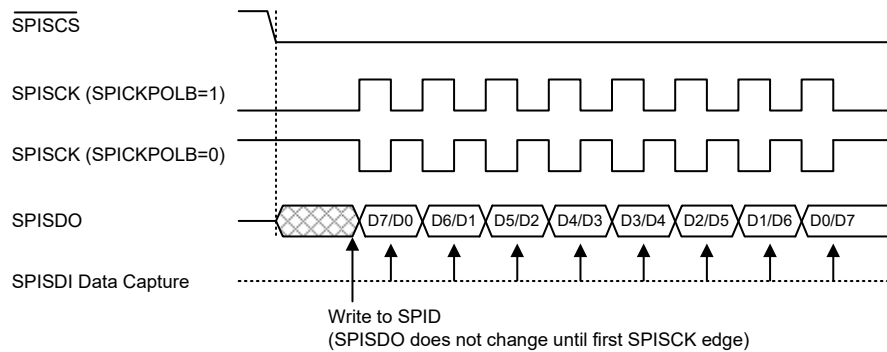 SPISCS
SPISCK (SPICKPOLB=1)
SPISCK (SPICKPOLB=0)
SPISDO D7/D0 D6/D1 D5/D2 D4/D3 D3/D4 D2/D5 D1/D6 D0/D7
SPISDI Data Capture
Write to SPID
(SPISDO does not change until first SPISCK edge)